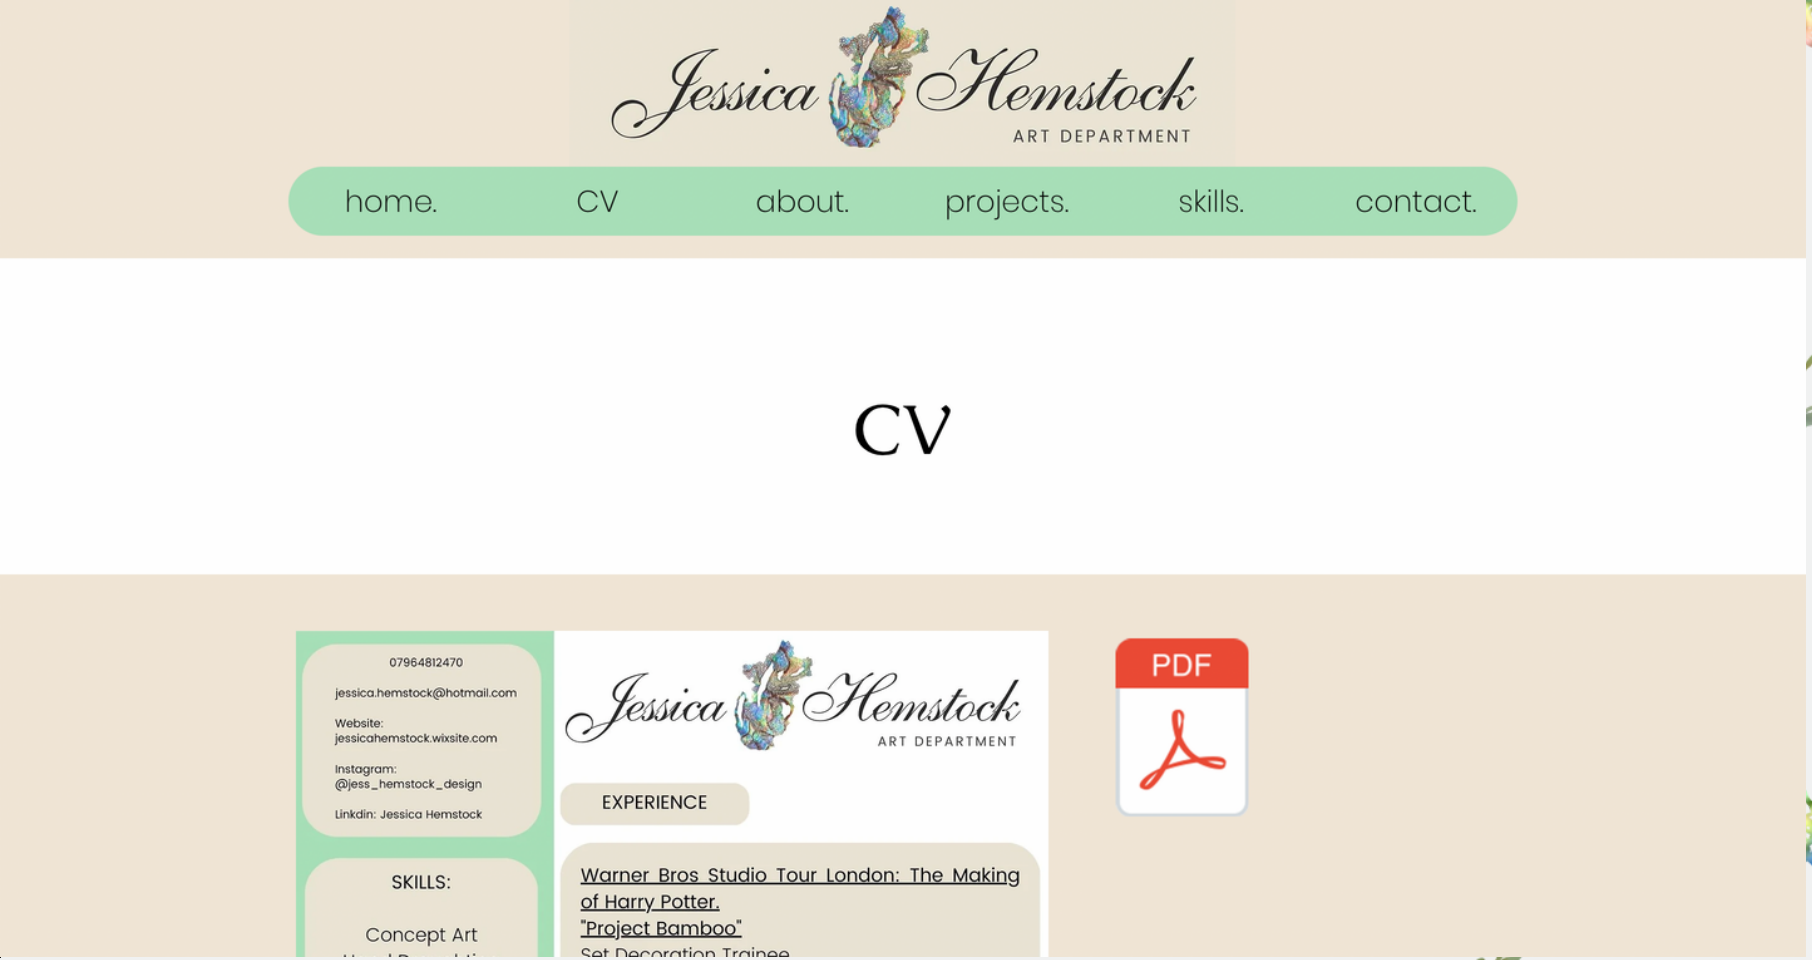 Jessica Hemstock
ART DEPARTMENT
home. CV about. projects. skills. contact.
CV
07964812470
jessica.hemstock@hotmail.com
Website:
jessicahemstock.wixsite.com
Instagram:
@jess_hemstock_design
Linkdin: Jessica Hemstock
SKILLS:
Concept Art
Jessica Hemstock
ART DEPARTMENT
EXPERIENCE
Warner Bros Studio Tour London: The Making
of Harry Potter.
"Project Bamboo"
Set Decoration Trainee
PDF